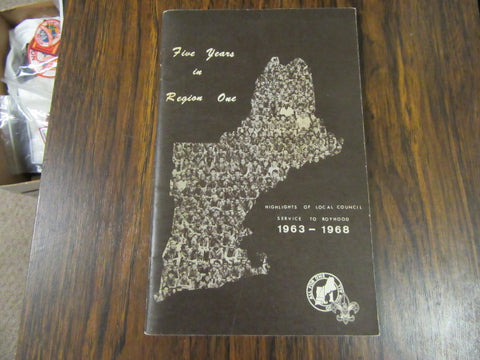 Five Years
in
Region One
HIGHLIGHTS OF LOCAL COUNCIL
SERVICE TO BOYHOOD
1963 - 1968